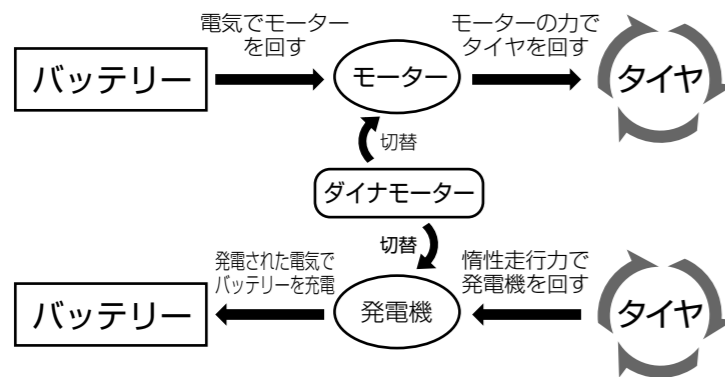 電気でモーター
を回す
モーターの力で
タイヤを回す
バッテリー
モーター
タイヤ
切替
ダイナモーター
切替
発電された電気で
バッテリーを充電
惰性走行力で
発電機を回す
バッテリー
発電機
タイヤ